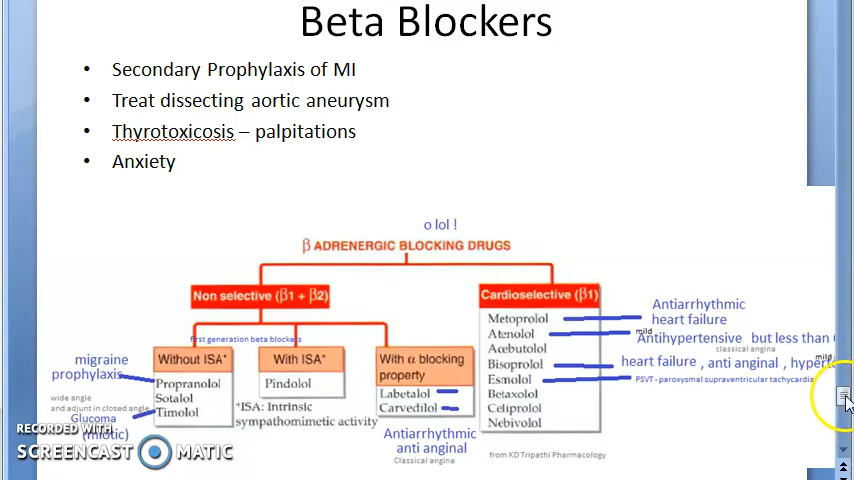 Beta Blockers
• Secondary Prophylaxis of MI
• Treat dissecting aortic aneurysm
• Thyrotoxicosis – palpitations
• Anxiety
o lol !
β ADRENERGIC BLOCKING DRUGS
Non selective (β1 + β2)
Cardioselective (β1)
first generation beta blockers
Without ISA*
Propranolol
Sotalol
Timolol
With ISA*
Pindolol
*ISA: Intrinsic
sympathomimetic activity
With α blocking
property
Labetalol
Carvedilol
Metoprolol
Atenolol
Acebutolol
Bisoprolol
Esmolol
Betaxolol
Celiprolol
Nebivolol
migraine
prophylaxis
wide angle
and adjunt in closed angle
Glucoma
(miotic)
Antiarrhythmic
anti anginal
Classical angina
Antiarrhythmic
heart failure
mild
Antihypertensive but less than
classical angina
mild
heart failure , anti anginal ,
PSVT - paroxysmal supraventricular tachycardia
from KD Tripathi Pharmacology
RECORDED WITH
SCREENCAST MATIC